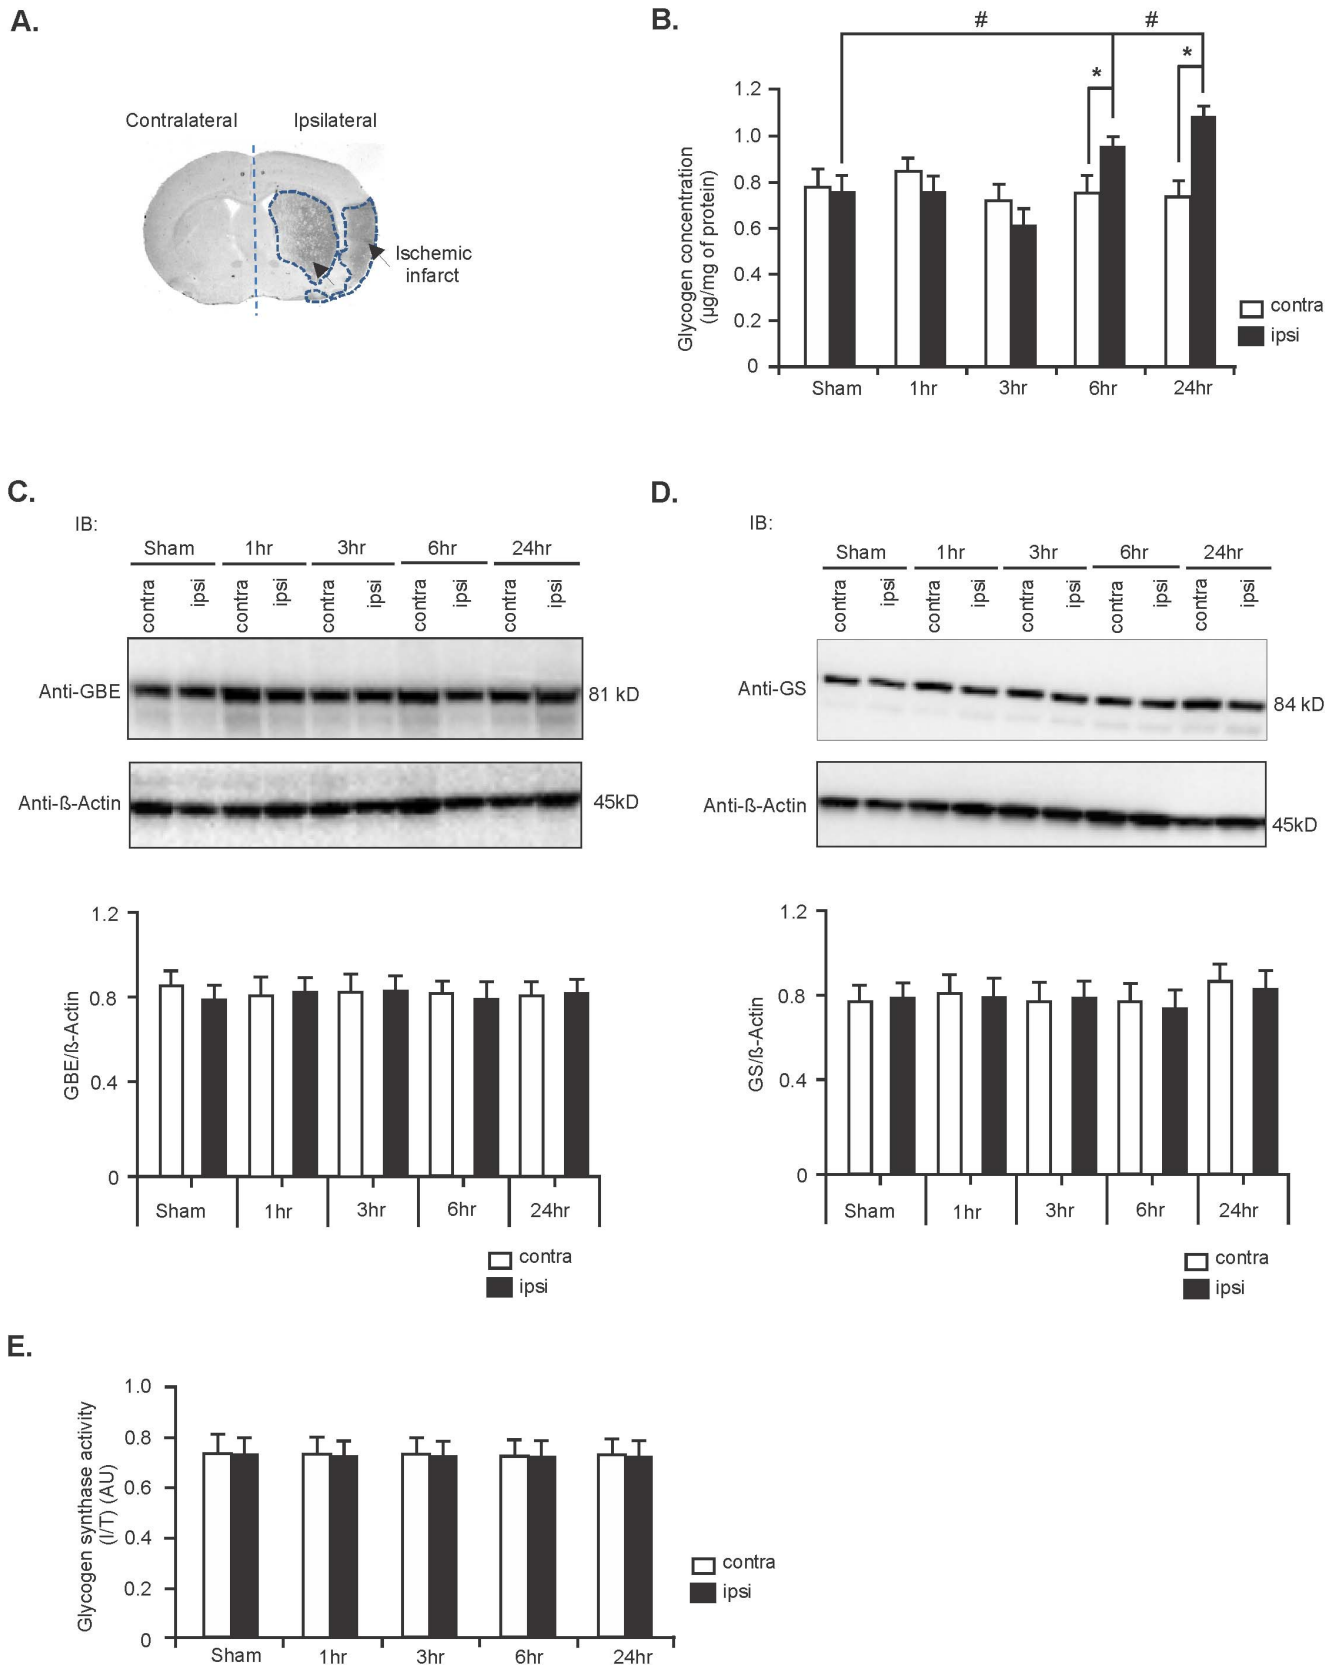 A.
Contralateral Ipsilateral
Ischemic
infarct
B.
# #
* *
Glycogen concentration
(µg/mg of protein)
1.2
1.0
0.8
0.6
0.4
0.2
0
Sham 1hr 3hr 6hr 24hr
contra
ipsi
C.
IB:
Sham 1hr 3hr 6hr 24hr
contra ipsi contra ipsi contra ipsi contra ipsi contra ipsi
Anti-GBE 81 kD
Anti-ß-Actin 45kD
GBE/ß-Actin
1.2
0.8
0.4
0
Sham 1hr 3hr 6hr 24hr
contra
ipsi
D.
IB:
Sham 1hr 3hr 6hr 24hr
contra ipsi contra ipsi contra ipsi contra ipsi contra ipsi
Anti-GS 84 kD
Anti-ß-Actin 45kD
GS/ß-Actin
1.2
0.8
0.4
0
Sham 1hr 3hr 6hr 24hr
contra
ipsi
E.
Glycogen synthase activity
(I/T) (AU)
1.0
0.8
0.6
0.4
0.2
0
Sham 1hr 3hr 6hr 24hr
contra
ipsi